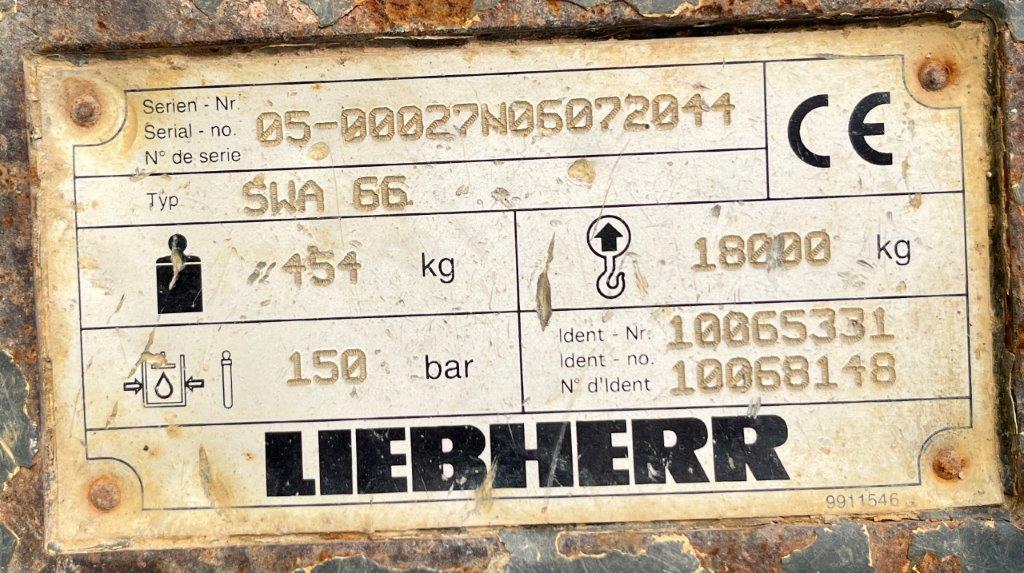 Serien - Nr.
Serial - no. 05-00027N06072044
N° de serie
CE
Typ SWA 66
454 kg
18000 kg
150 bar
Ident - Nr. 10065331
Ident - no.
N° d'Ident 10068148
LIEBHERR
9911546